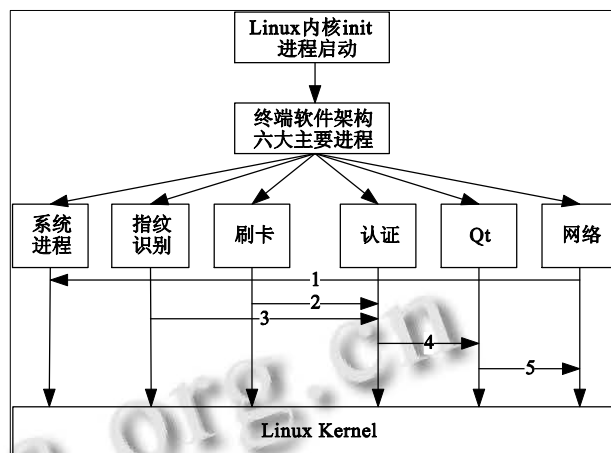 Linux内核init
进程启动
终端软件架构
六大主要进程
系统
进程
指纹
识别
刷卡
认证
Qt
网络
1
2
3
4
5
Linux Kernel
.org.cn